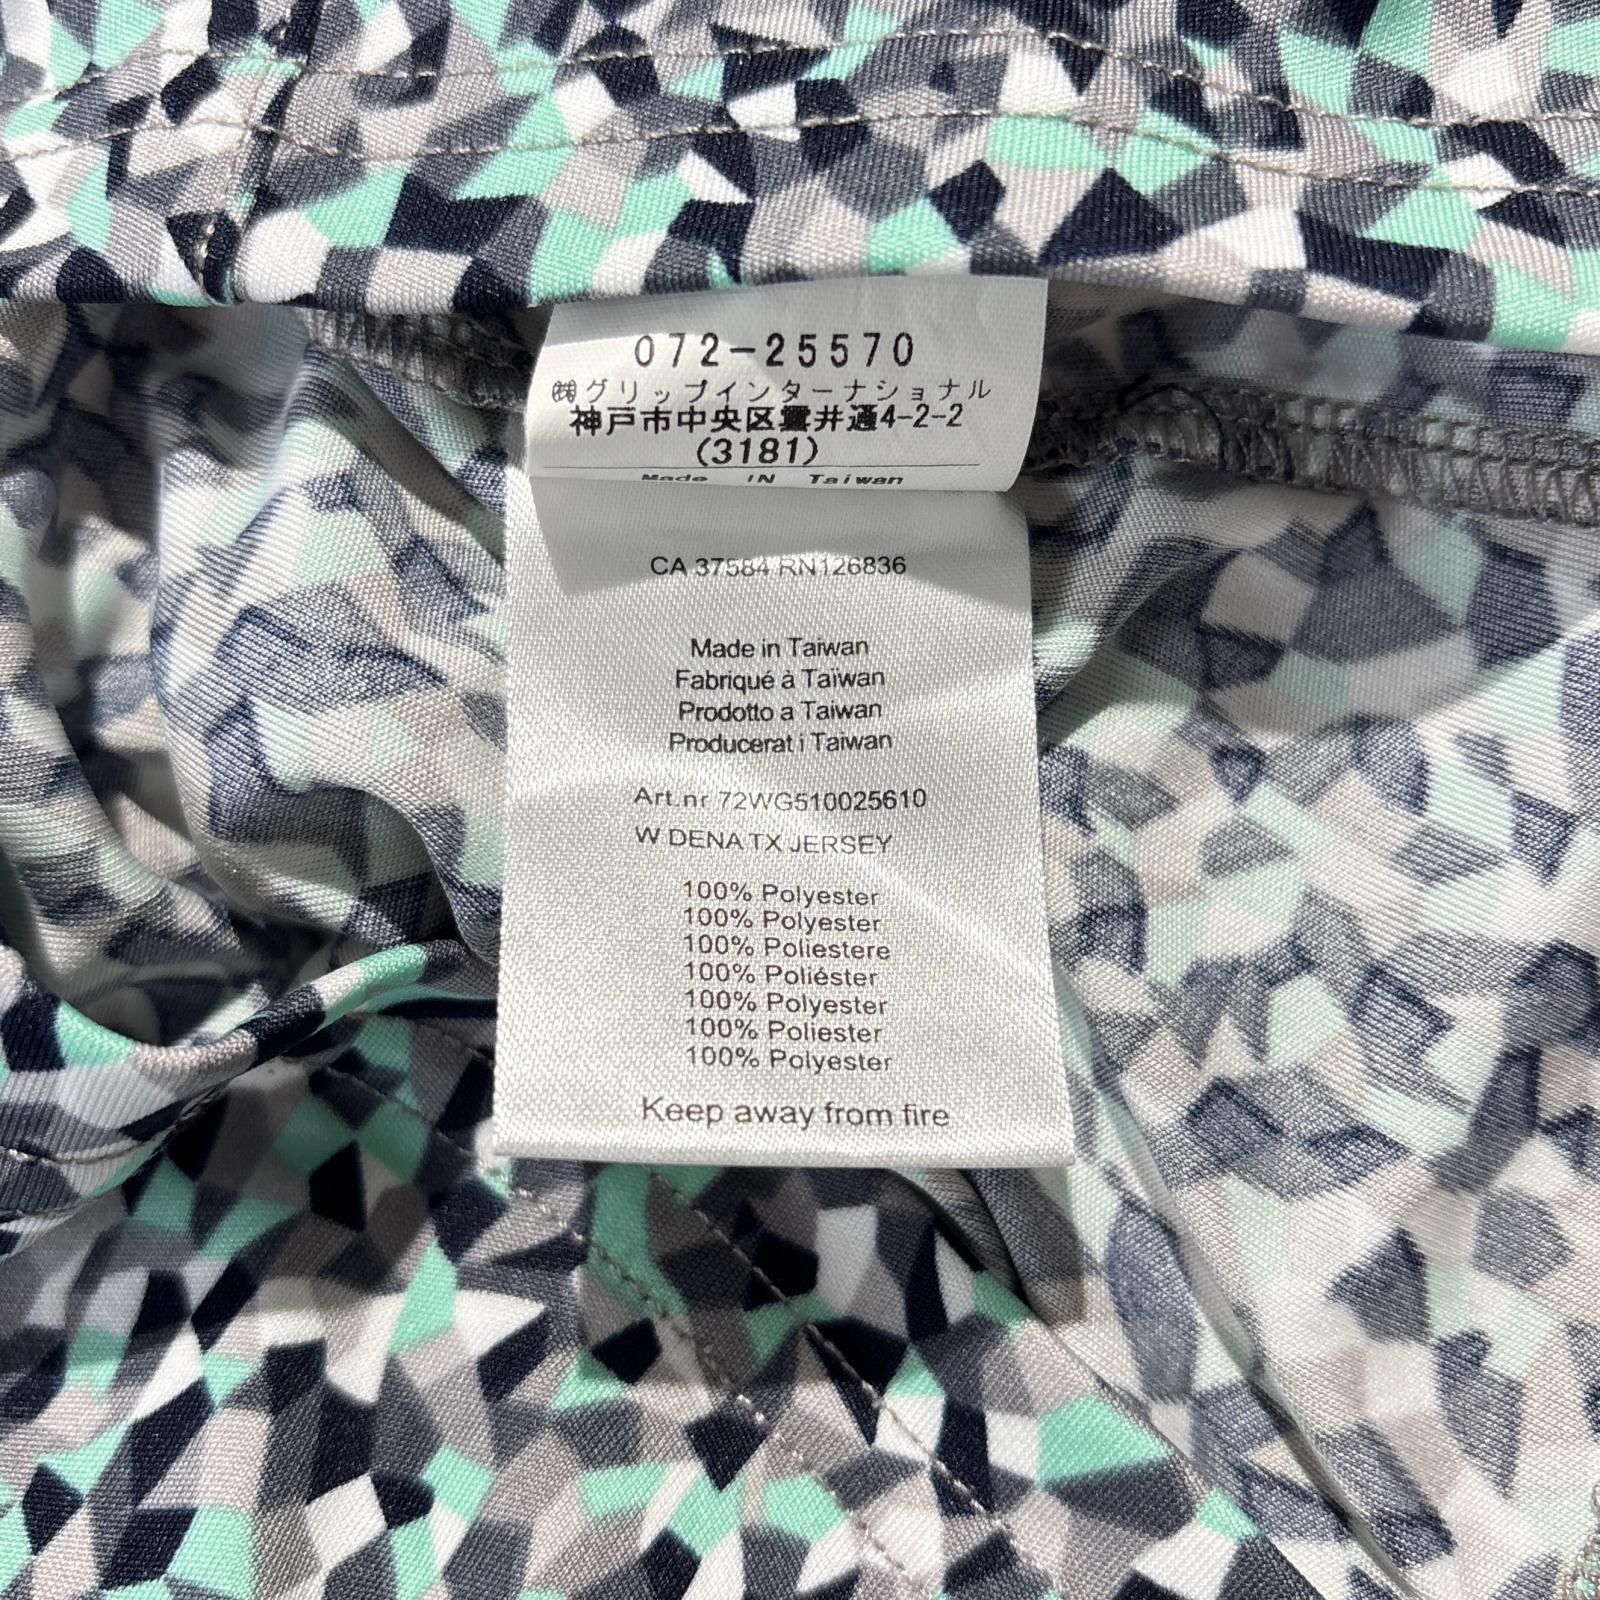 072-25570
㈱グリップインターナショナル
神戸市中央区雲井通4-2-2
(3181)
Made IN Taiwan
CA 37584 RN126836
Made in Taiwan
Fabriqué à Taïwan
Prodotto a Taiwan
Producerat i Taiwan
Art.nr 72WG510025610
W DENA TX JERSEY
100% Polyester
100% Polyester
100% Poliestere
100% Poliéster
100% Polyester
100% Poliester
100% Polyester
Keep away from fire